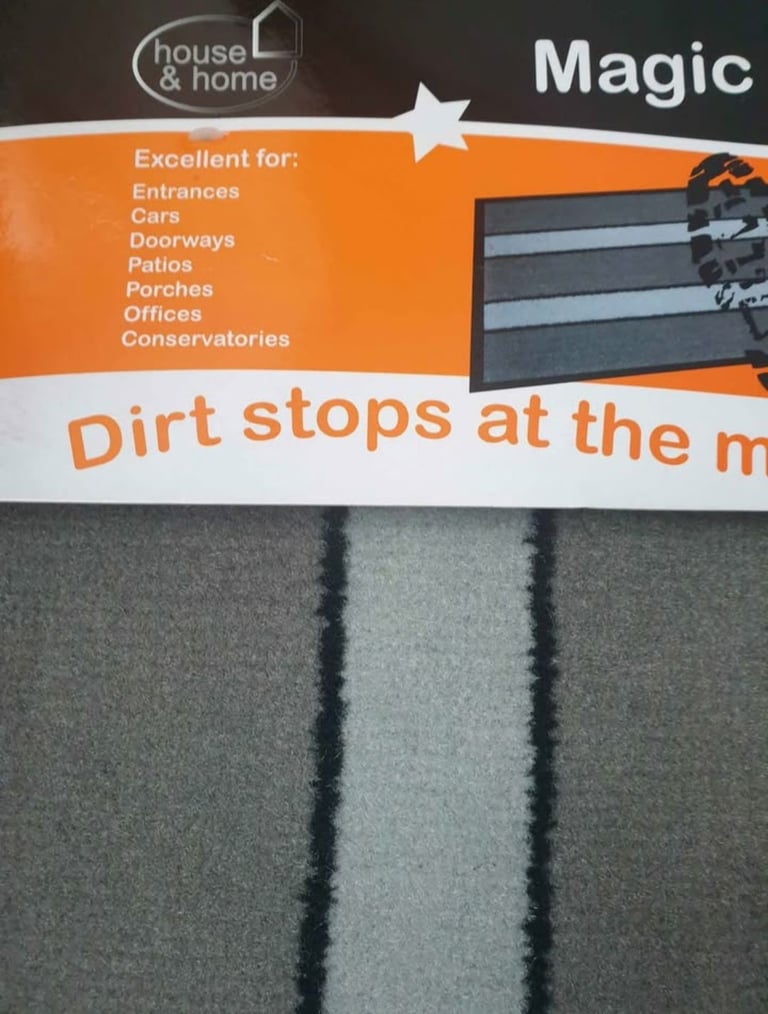 house
& home
Magic
Excellent for:
Entrances
Cars
Doorways
Patios
Porches
Offices
Conservatories
Dirt stops at the m